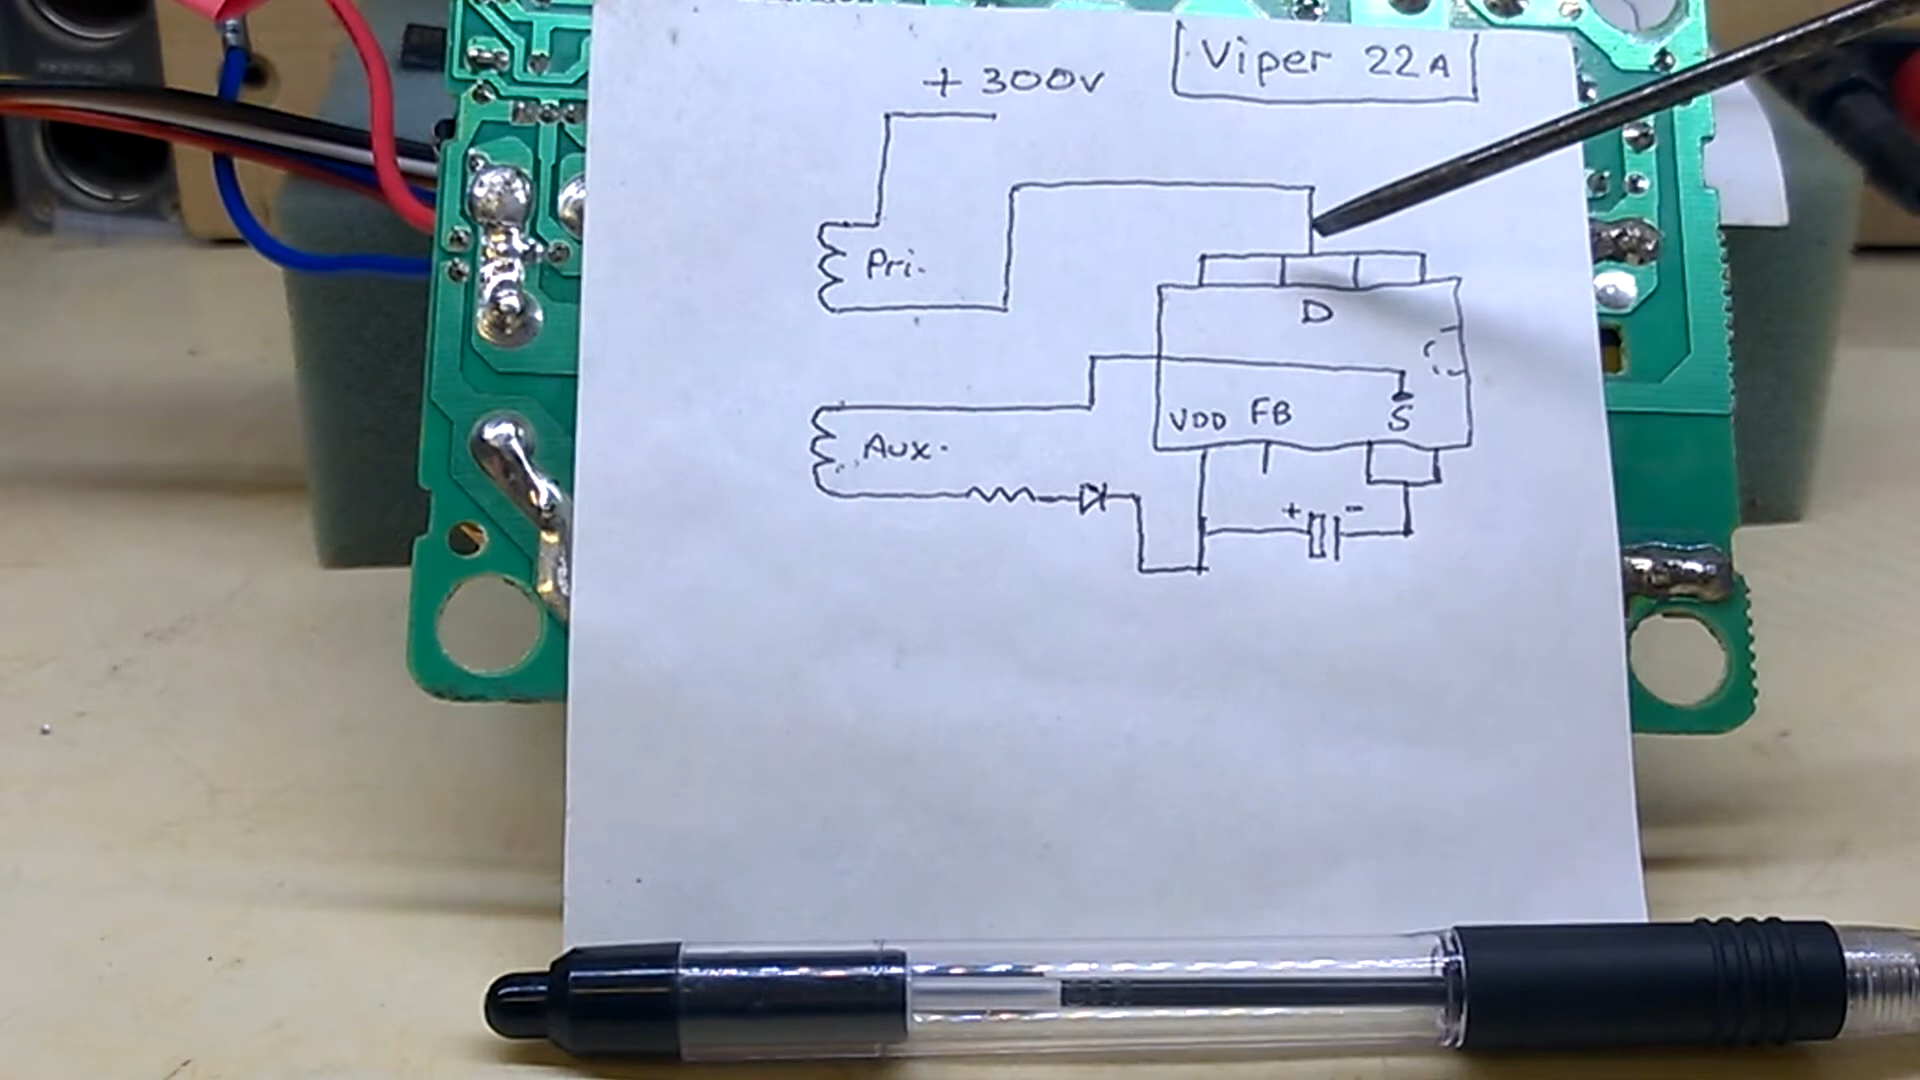 Viper 22A
+ 300V
Pri.
D
VDD FB S
Aux.
+ -